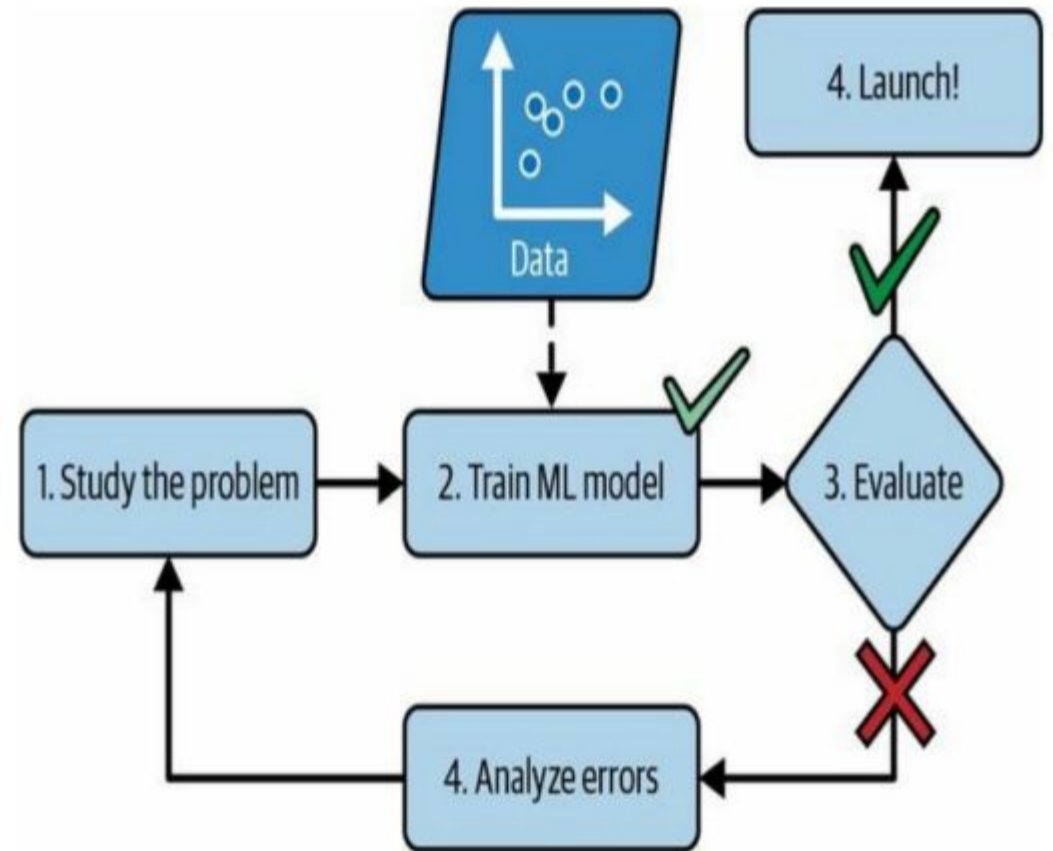 4. Launch!
Data
1. Study the problem
2. Train ML model
3. Evaluate
4. Analyze errors